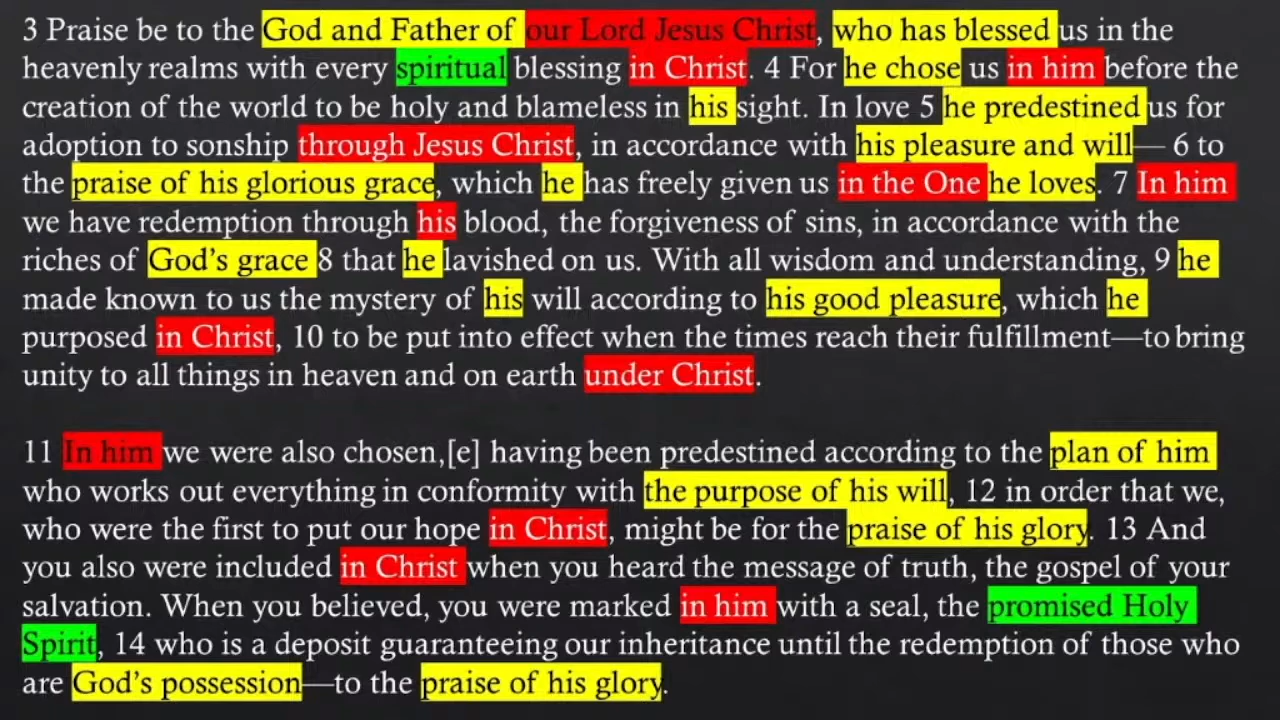 3 Praise be to the God and Father of our Lord Jesus Christ, who has blessed us in the
heavenly realms with every spiritual blessing in Christ. 4 For he chose us in him before the
creation of the world to be holy and blameless in his sight. In love 5 he predestined us for
adoption to sonship through Jesus Christ, in accordance with his pleasure and will— 6 to
the praise of his glorious grace, which he has freely given us in the One he loves. 7 In him
we have redemption through his blood, the forgiveness of sins, in accordance with the
riches of God's grace 8 that he lavished on us. With all wisdom and understanding, 9 he
made known to us the mystery of his will according to his good pleasure, which he
purposed in Christ, 10 to be put into effect when the times reach their fulfillment—to bring
unity to all things in heaven and on earth under Christ.
11 In him we were also chosen,[e] having been predestined according to the plan of him
who works out everything in conformity with the purpose of his will, 12 in order that we,
who were the first to put our hope in Christ, might be for the praise of his glory. 13 And
you also were included in Christ when you heard the message of truth, the gospel of your
salvation. When you believed, you were marked in him with a seal, the promised Holy
Spirit, 14 who is a deposit guaranteeing our inheritance until the redemption of those who
are God's possession—to the praise of his glory.